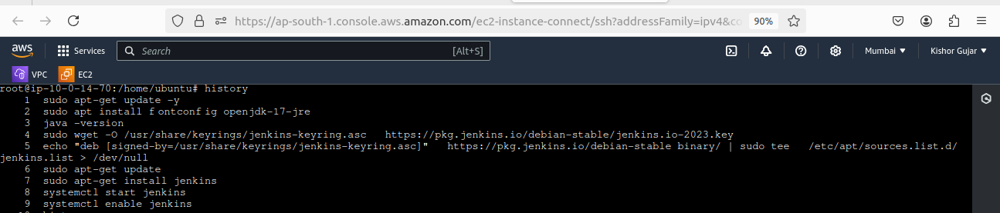 https://ap-south-1.console.aws.amazon.com/ec2-instance-connect/ssh?addressFamily=ipv4&co 90%
aws Services Search [Alt+S] Mumbai Kishor Gujar
VPC EC2
root@ip-10-0-14-70:/home/ubuntu# history
1 sudo apt-get update -y
2 sudo apt install fontconfig openjdk-17-jre
3 java -version
4 sudo wget -O /usr/share/keyrings/jenkins-keyring.asc https://pkg.jenkins.io/debian-stable/jenkins.io-2023.key
5 echo "deb [signed-by=/usr/share/keyrings/jenkins-keyring.asc]" https://pkg.jenkins.io/debian-stable binary/ | sudo tee /etc/apt/sources.list.d/
jenkins.list > /dev/null
6 sudo apt-get update
7 sudo apt-get install jenkins
8 systemctl start jenkins
9 systemctl enable jenkins